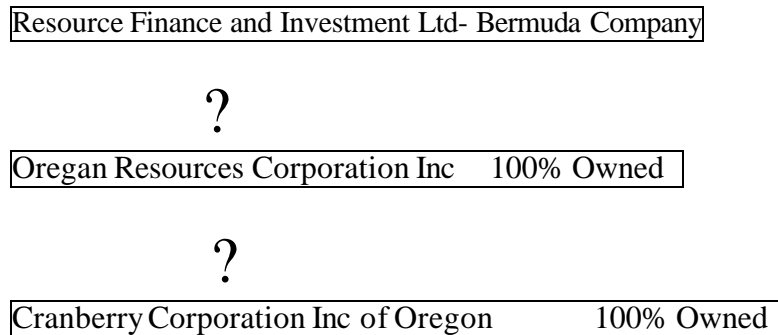 Resource Finance and Investment Ltd- Bermuda Company
?
Oregan Resources Corporation Inc 100% Owned
?
Cranberry Corporation Inc of Oregon 100% Owned